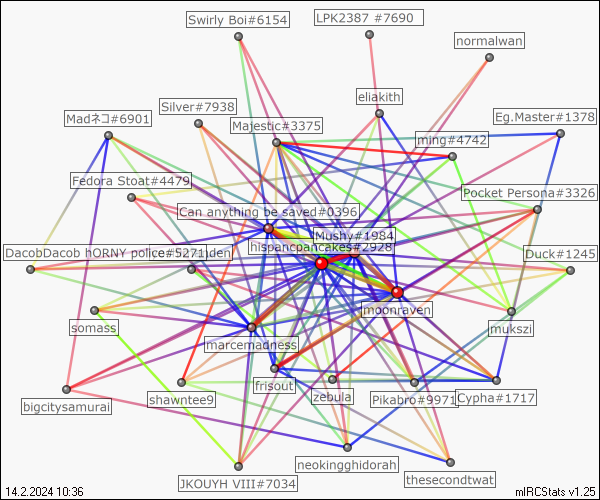 Swirly Boi#6154
LPK2387 #7690
normalwan
eliakith
Silver#7938
Madネコ#6901
Majestic#3375
Eg.Master#1378
ming#4742
Fedora Stoat#4479
Pocket Persona#3326
Can anything be saved#0396
Mushy#1984
hispancpancakes#2928
DacobDacob hORNY police#5271
Duck#1245
jmoonraven
somass
mukszi
marcemadness
frisout
zebula
Pikabro#9971
Cypha#1717
bigcitysamurai
shawntee9
neokingghidorah
thesecondtwat
JKOUYH VIII#7034
14.2.2024 10:36
mIRCStats v1.25